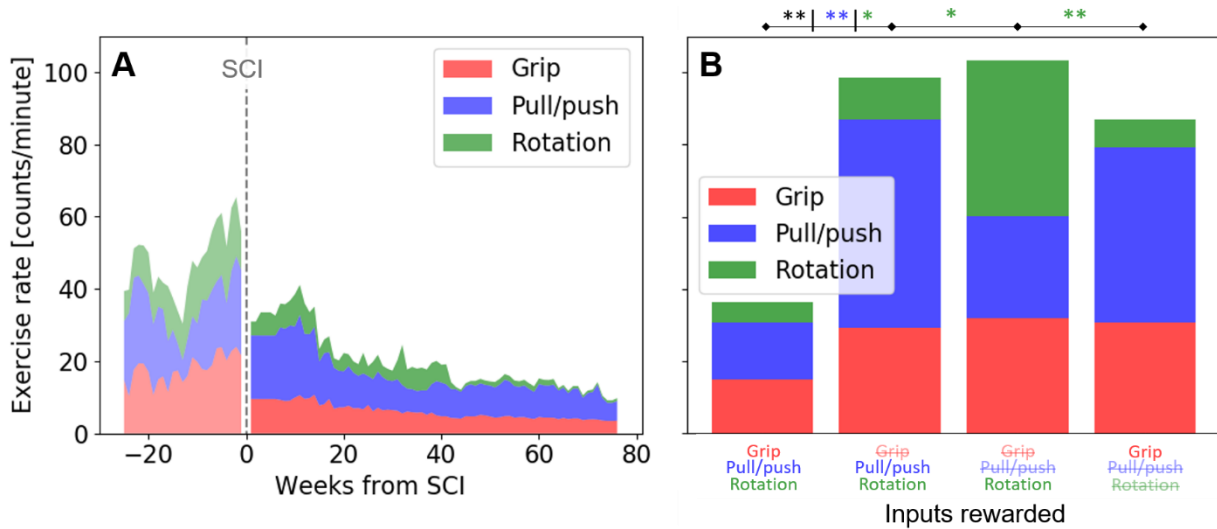 ** ** * * **
A
SCI
Grip
Pull/push
Rotation
100
80
60
40
20
0
−20 0 20 40 60 80
Exercise rate [counts/minute]
Weeks from SCI
B
Grip
Pull/push
Rotation
Grip Grip Grip Grip
Pull/push Pull/push Pull/push Pull/push
Rotation Rotation Rotation Rotation
Inputs rewarded